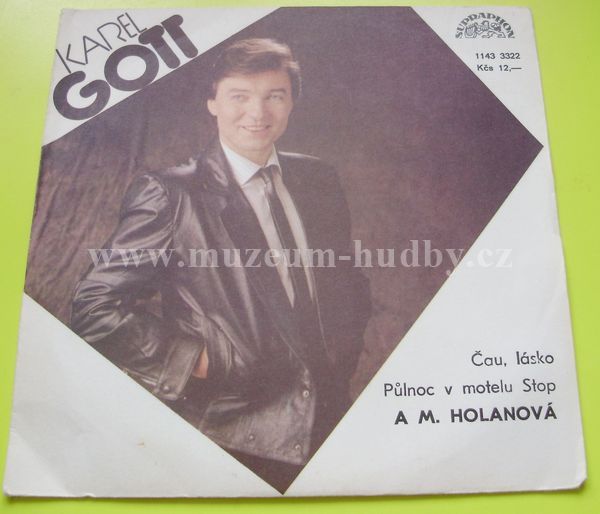 KAREL
GOTT
SUPRAPHON
1143 3322
Kčs 12,—
www.muzeum-hudby.cz
Čau, lásko
Půlnoc v motelu Stop
A M. HOLANOVÁ